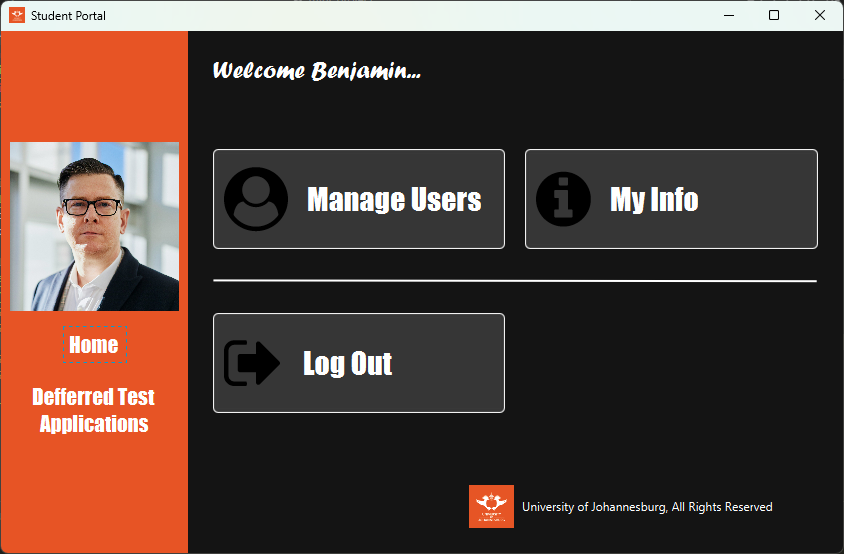 Student Portal
Welcome Benjamin...
Manage Users
My Info
Home
Log Out
Defferred Test
Applications
University of Johannesburg, All Rights Reserved